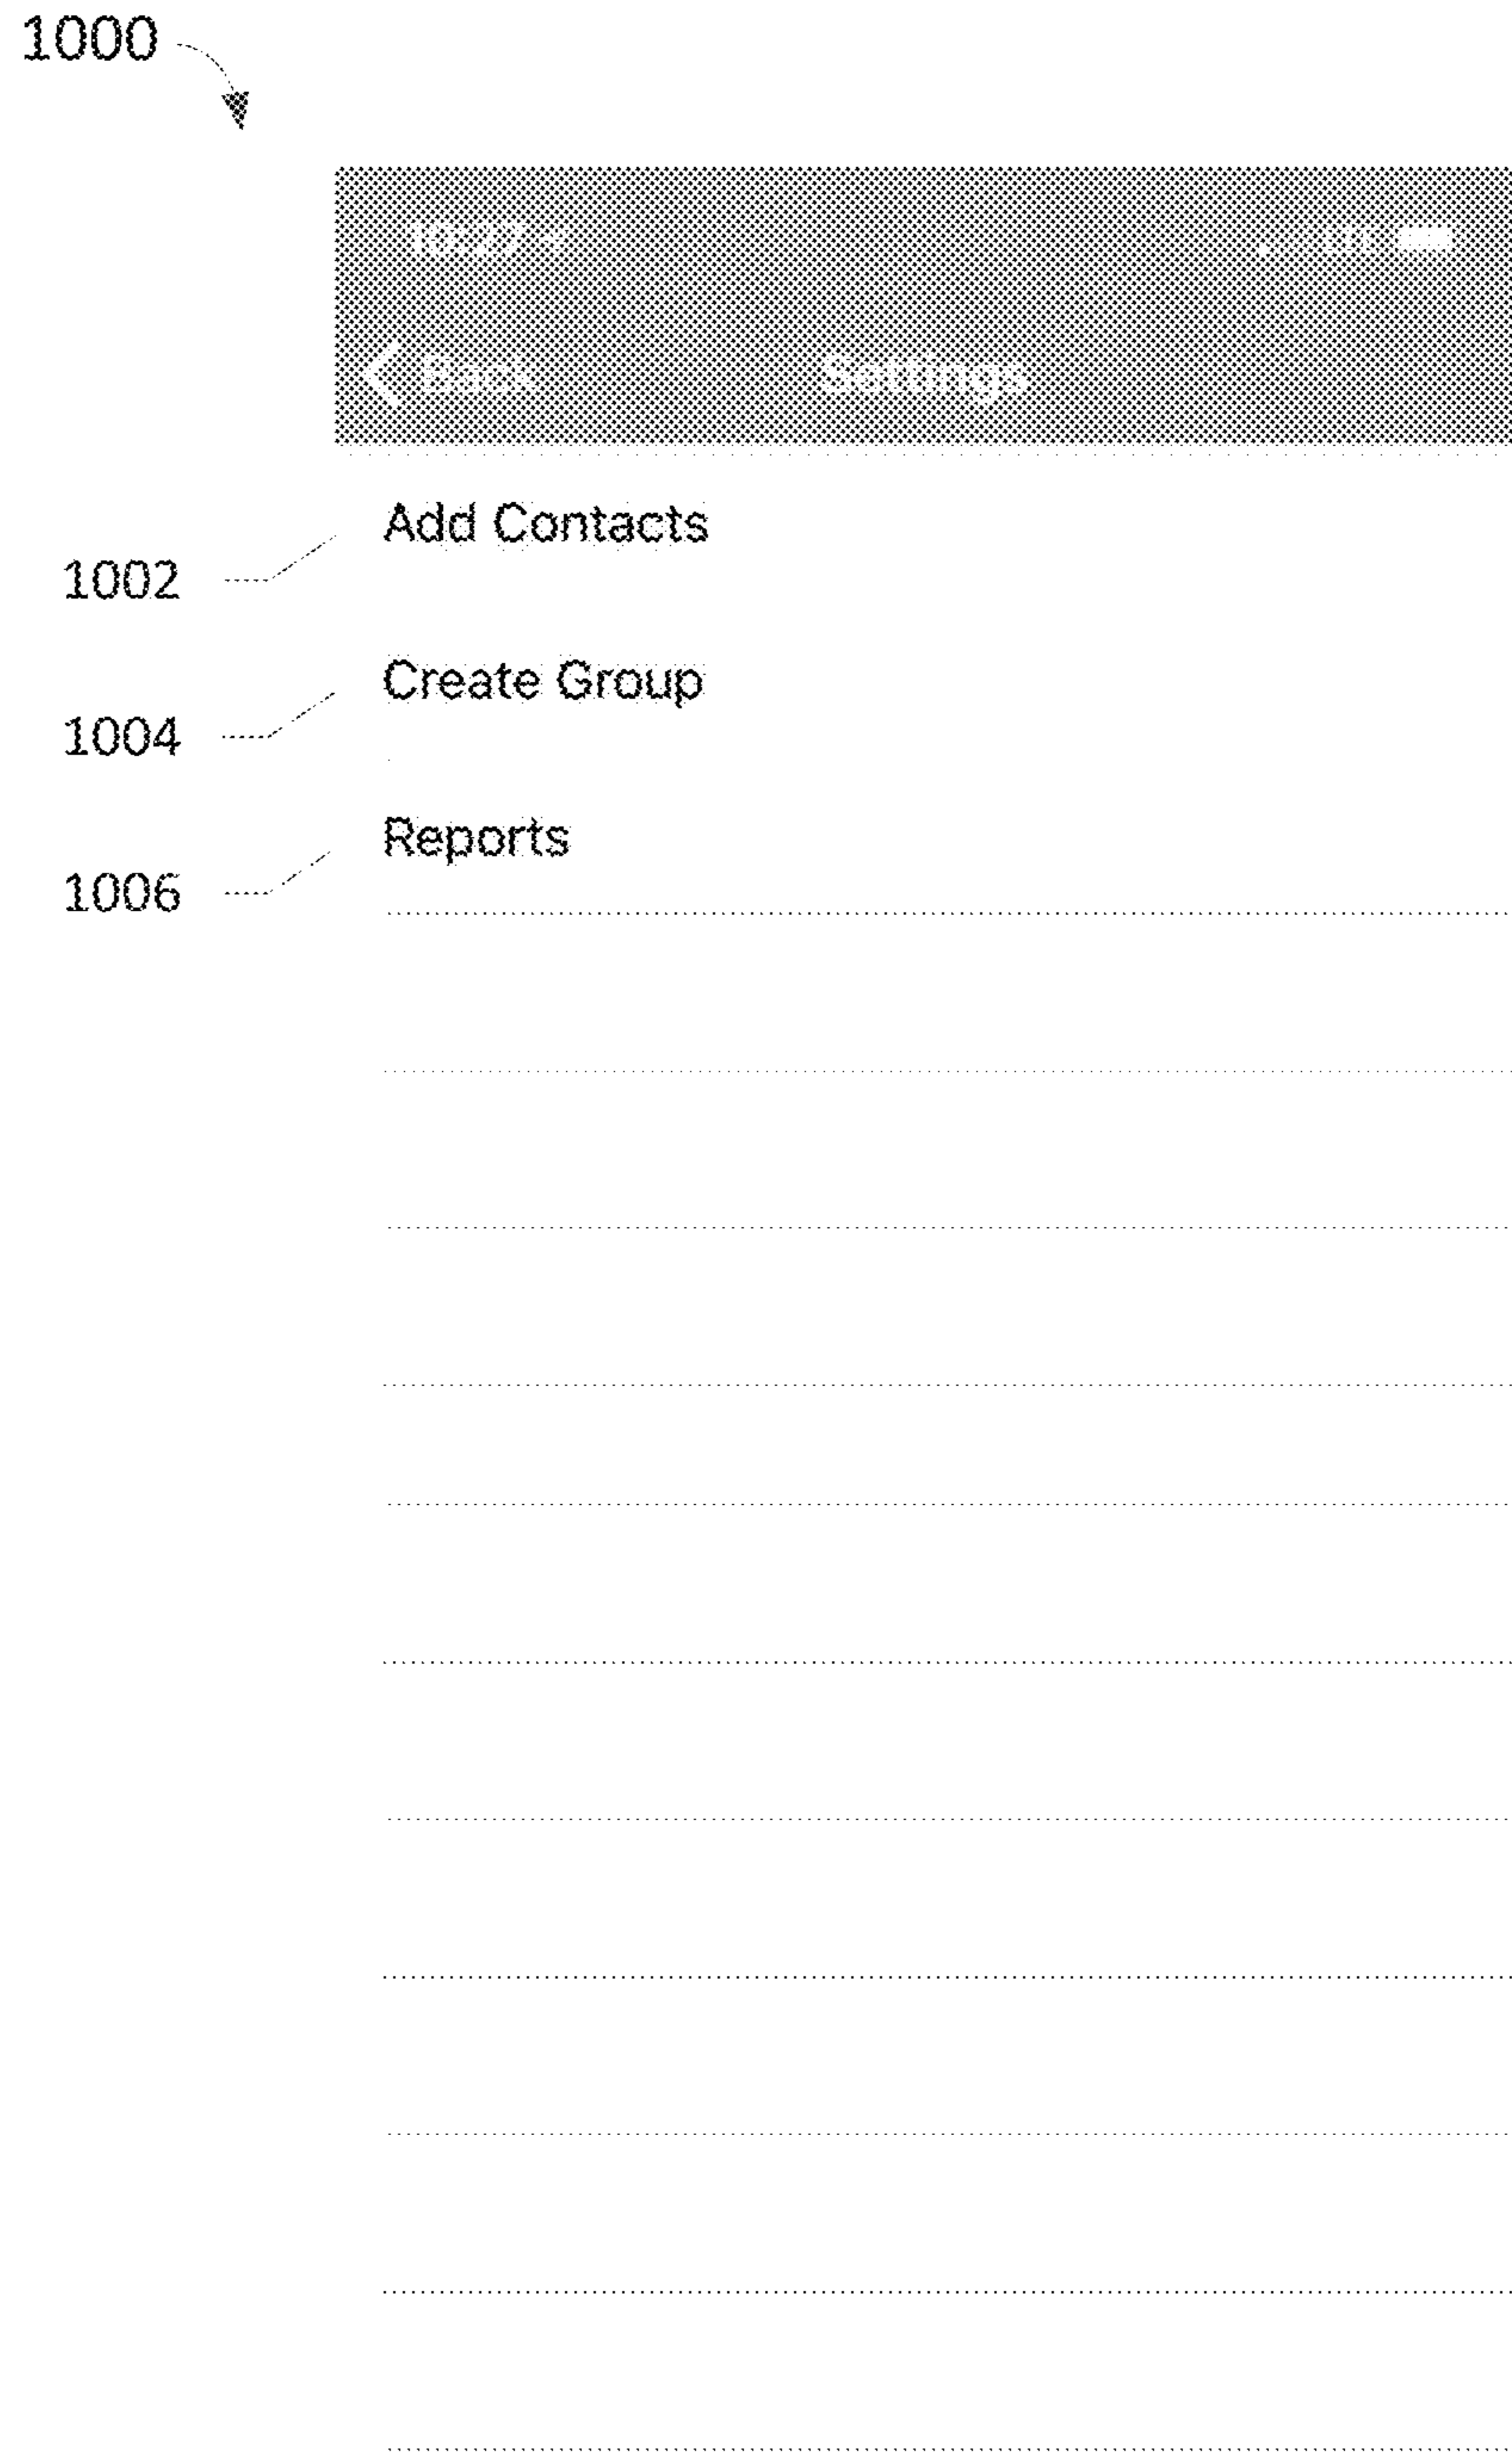 1000
Back Settings
Add Contacts
1002
Create Group
1004
Reports
1006